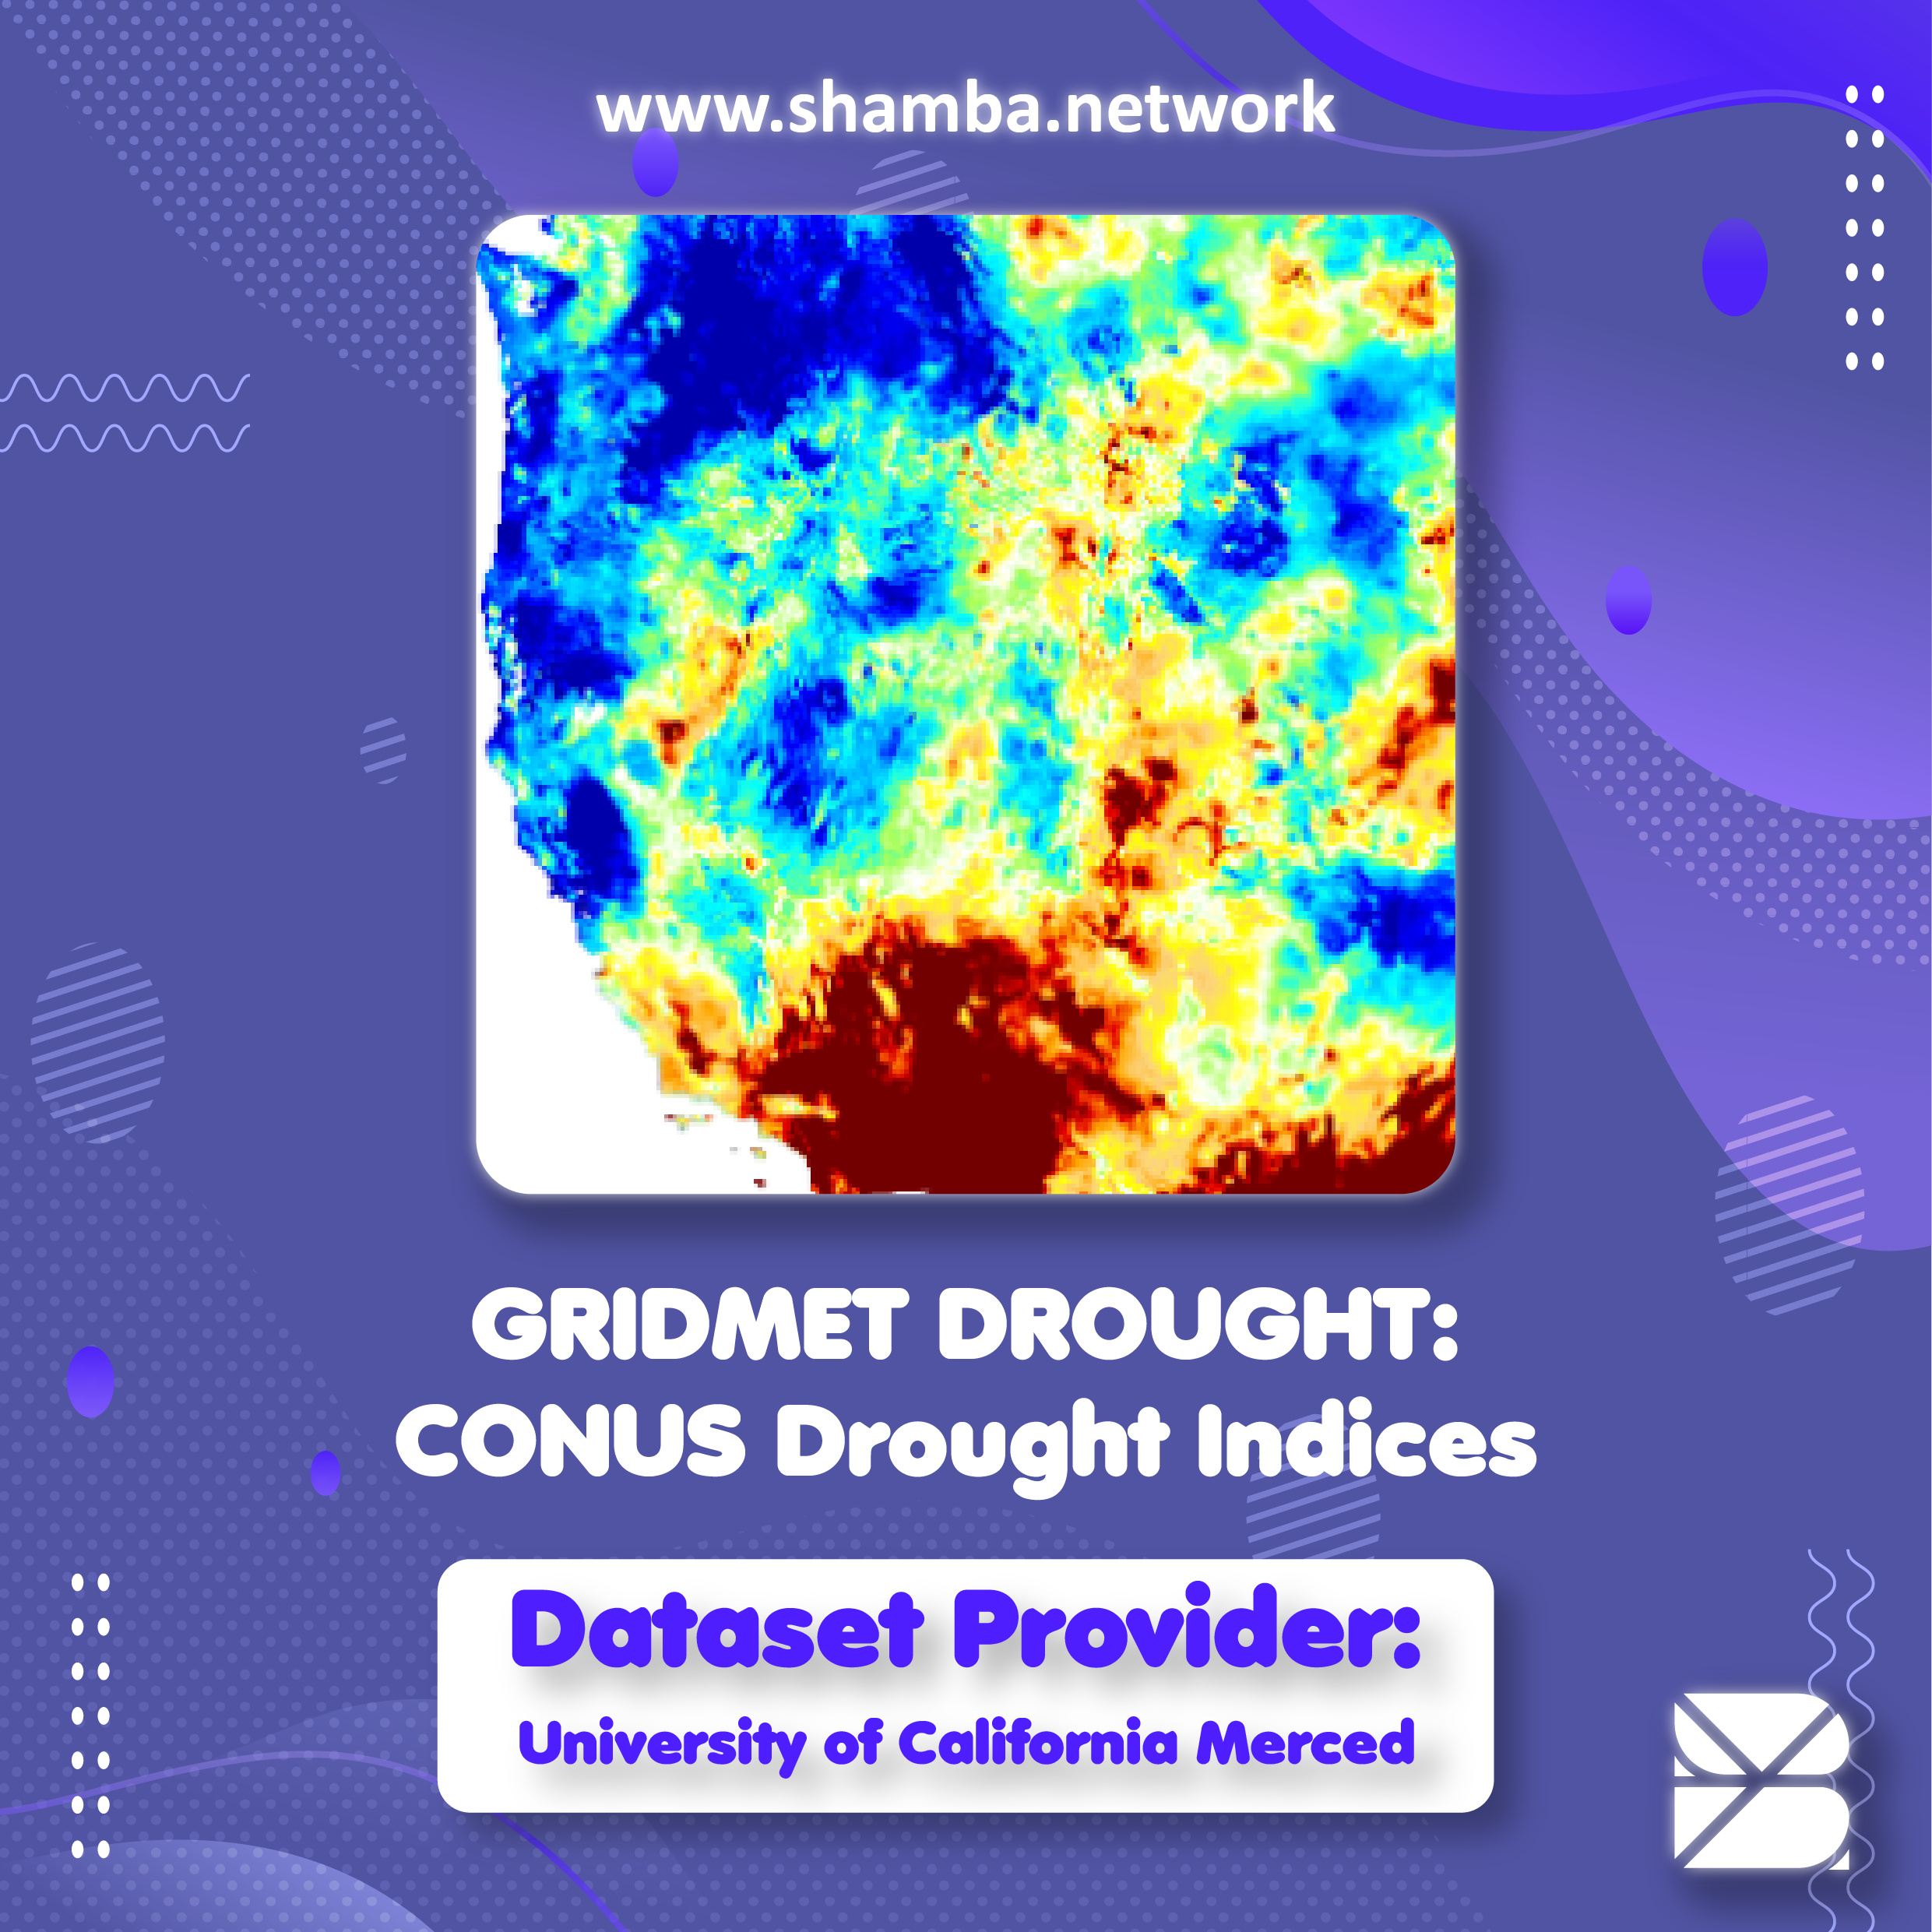 www.shamba.network
GRIDMET DROUGHT:
CONUS Drought Indices
Dataset Provider:
University of California Merced